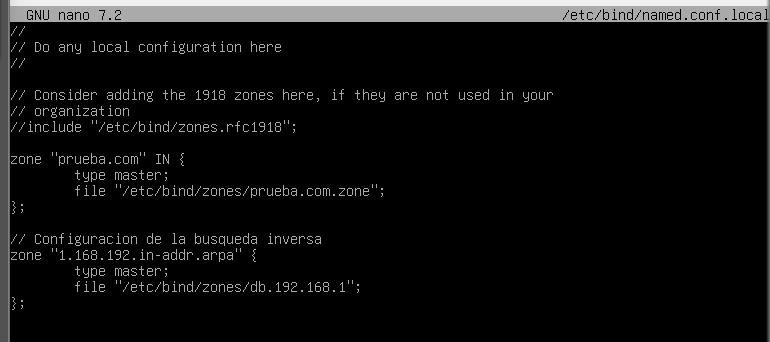 GNU nano 7.2 /etc/bind/named.conf.local
//
// Do any local configuration here
//
// Consider adding the 1918 zones here, if they are not used in your
// organization
//include "/etc/bind/zones.rfc1918";
zone "prueba.com" IN {
type master;
file "/etc/bind/zones/prueba.com.zone";
};
// Configuracion de la busqueda inversa
zone "1.168.192.in-addr.arpa" {
type master;
file "/etc/bind/zones/db.192.168.1";
};